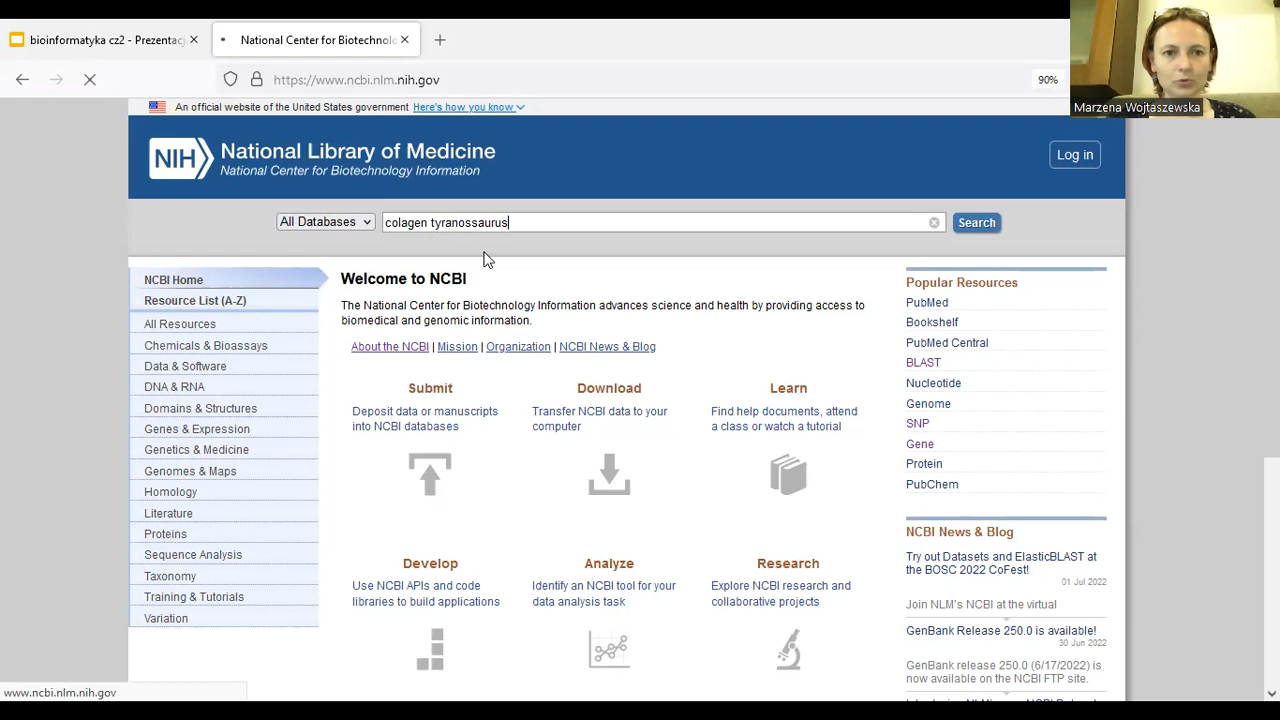 bioinformatyka cz2 - Prezentacj
National Center for Biotechnolo
https://www.ncbi.nlm.nih.gov
90%
Marzena Wojtaszewska
An official website of the United States government Here's how you know
NIH
National Library of Medicine
National Center for Biotechnology Information
Log in
All Databases
colagen tyranossaurus
Search
NCBI Home
Resource List (A-Z)
All Resources
Chemicals & Bioassays
Data & Software
DNA & RNA
Domains & Structures
Genes & Expression
Genetics & Medicine
Genomes & Maps
Homology
Literature
Proteins
Sequence Analysis
Taxonomy
Training & Tutorials
Variation
Welcome to NCBI
The National Center for Biotechnology Information advances science and health by providing access to
biomedical and genomic information.
About the NCBI | Mission | Organization | NCBI News & Blog
Submit
Deposit data or manuscripts
into NCBI databases
Download
Transfer NCBI data to your
computer
Learn
Find help documents, attend
a class or watch a tutorial
Develop
Use NCBI APIs and code
libraries to build applications
Analyze
Identify an NCBI tool for your
data analysis task
Research
Explore NCBI research and
collaborative projects
Popular Resources
PubMed
Bookshelf
PubMed Central
BLAST
Nucleotide
Genome
SNP
Gene
Protein
PubChem
NCBI News & Blog
Try out Datasets and ElasticBLAST at
the BOSC 2022 CoFest!
01 Jul 2022
Join NLM's NCBI at the virtual
GenBank Release 250.0 is available!
30 Jun 2022
GenBank release 250.0 (6/17/2022) is
now available on the NCBI FTP site.
www.ncbi.nlm.nih.gov